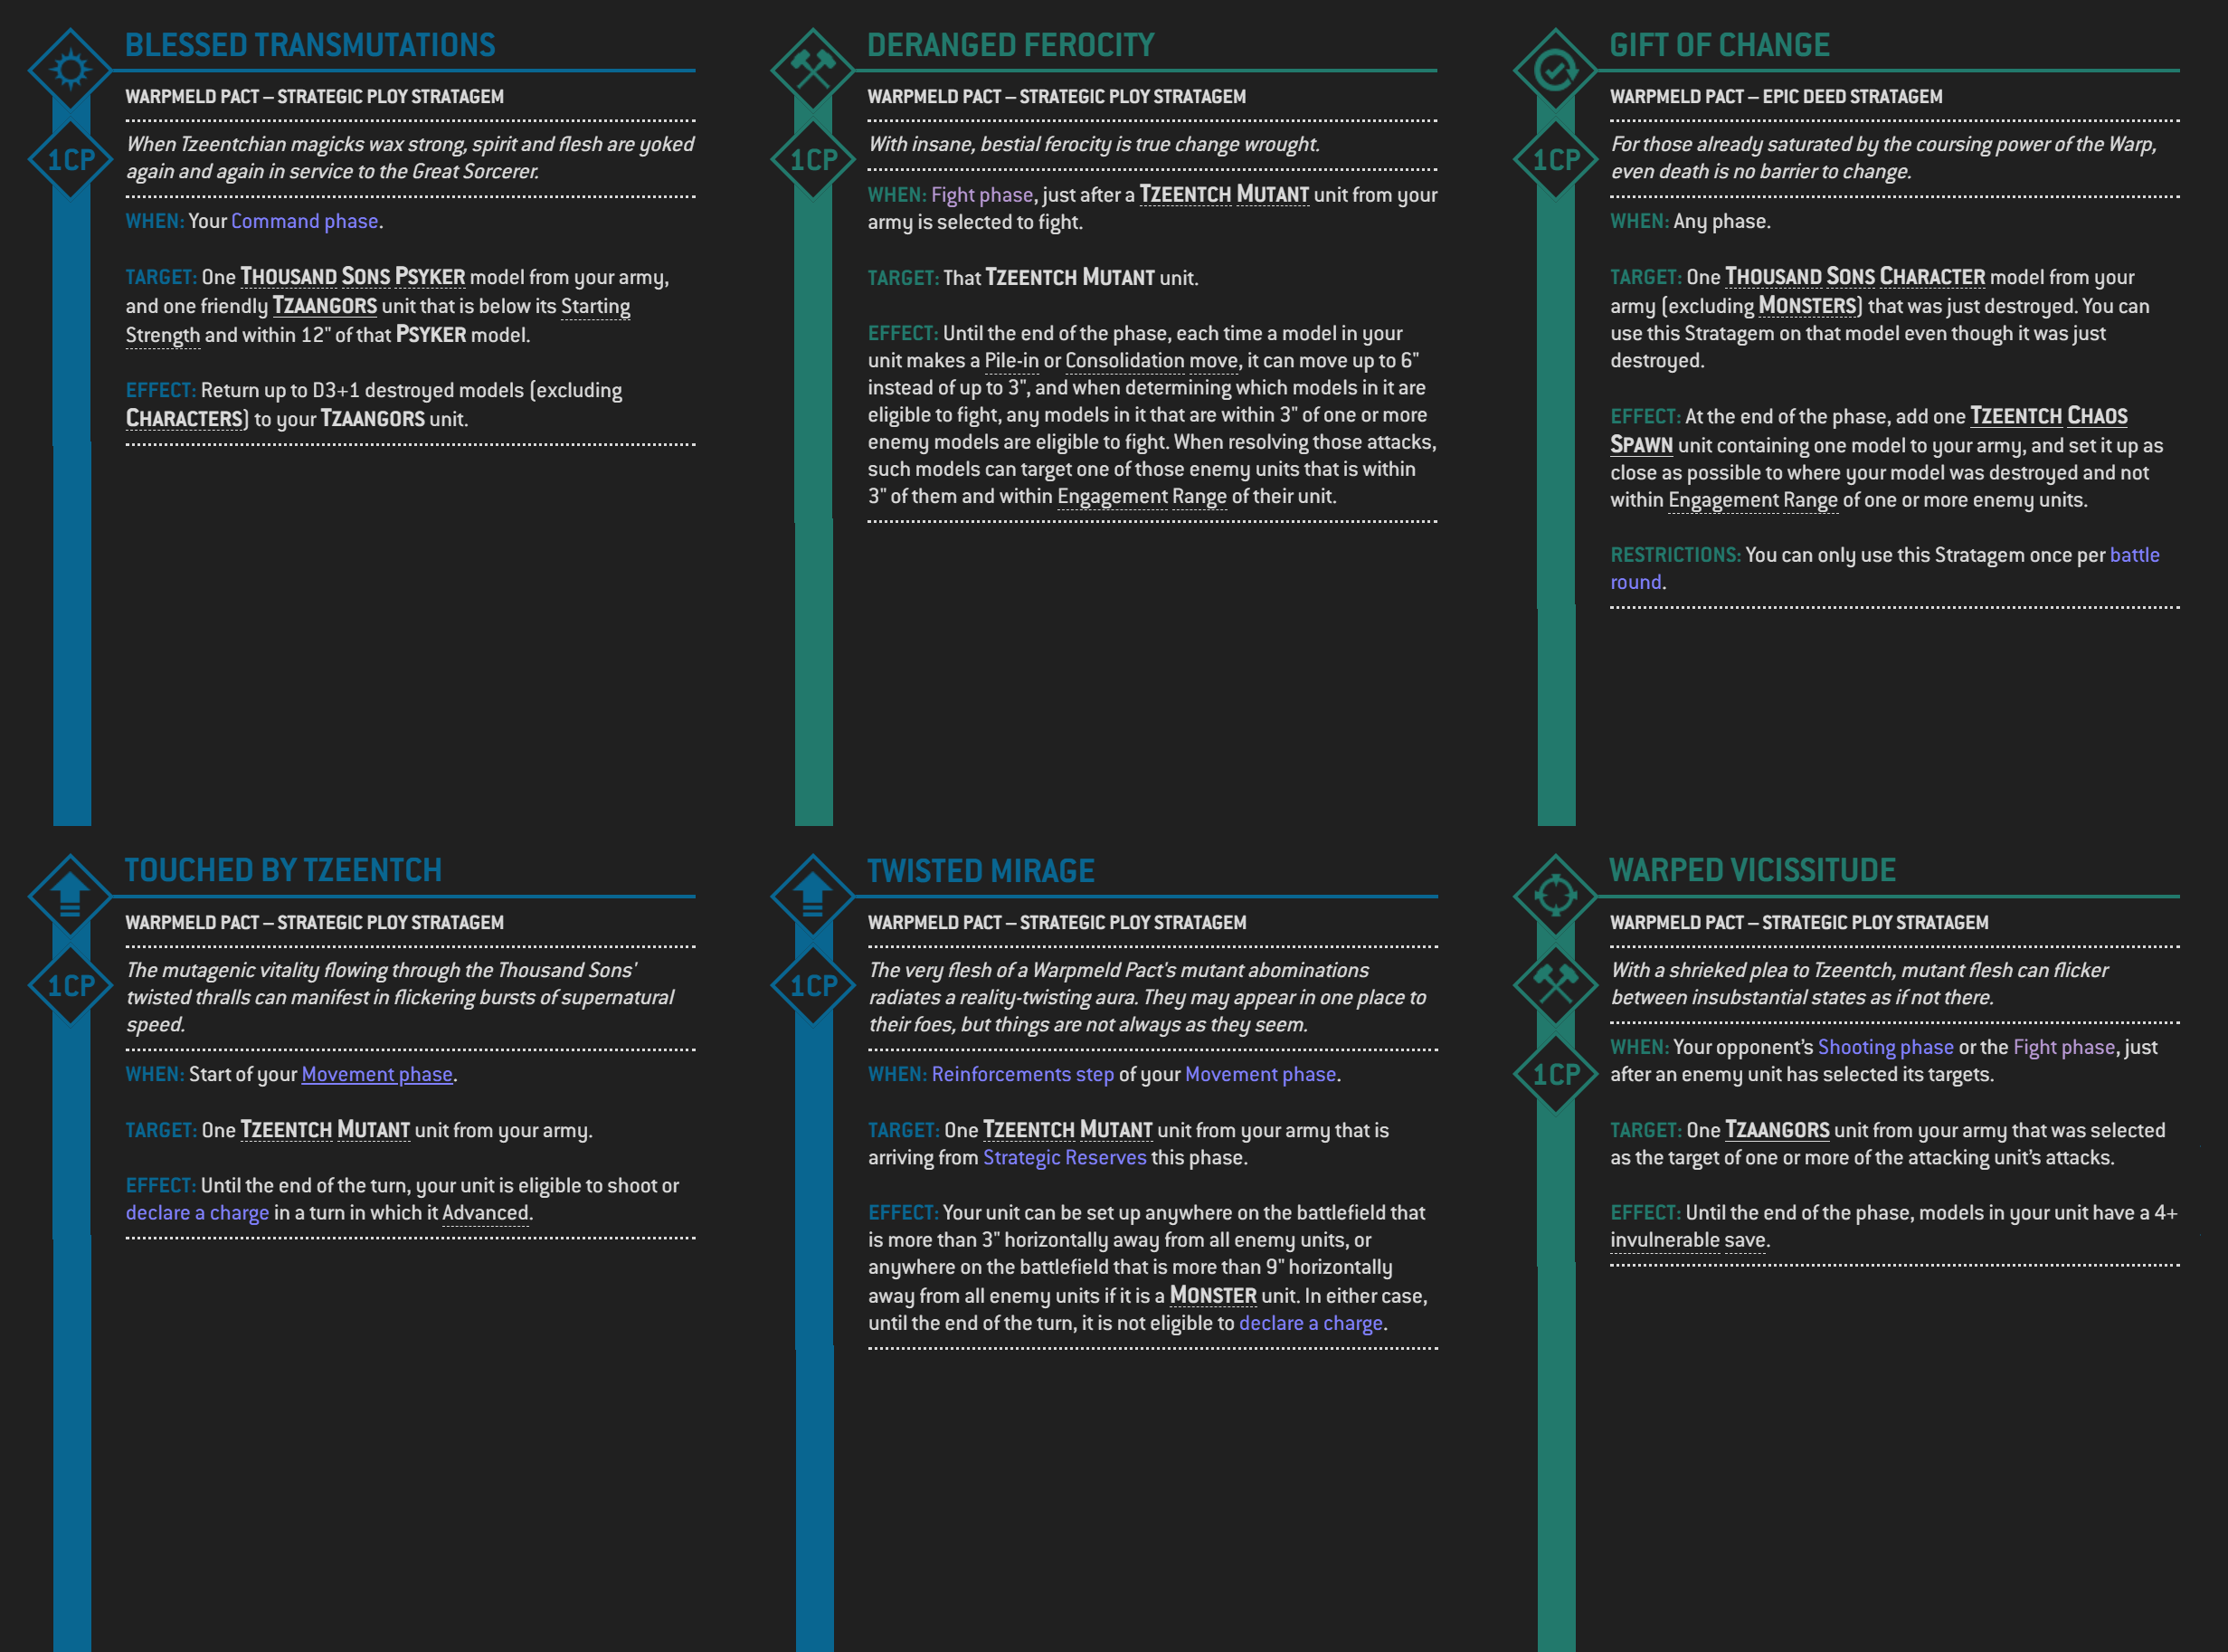 BLESSED TRANSMUTATIONS
1CP
WARPMELD PACT – STRATEGIC PLOY STRATAGEM
When Tzeentchian magicks wax strong, spirit and flesh are yoked
again and again in service to the Great Sorcerer.
WHEN: Your Command phase.
TARGET: One THOUSAND SONS PSYKER model from your army,
and one friendly TZAANGORS unit that is below its Starting
Strength and within 12" of that PSYKER model.
EFFECT: Return up to D3+1 destroyed models (excluding
CHARACTERS) to your TZAANGORS unit.
DERANGED FEROCITY
1CP
WARPMELD PACT – STRATEGIC PLOY STRATAGEM
With insane, bestial ferocity is true change wrought.
WHEN: Fight phase, just after a TZEENTCH MUTANT unit from your
army is selected to fight.
TARGET: That TZEENTCH MUTANT unit.
EFFECT: Until the end of the phase, each time a model in your
unit makes a Pile-in or Consolidation move, it can move up to 6"
instead of up to 3", and when determining which models in it are
eligible to fight, any models in it that are within 3" of one or more
enemy models are eligible to fight. When resolving those attacks,
such models can target one of those enemy units that is within
3" of them and within Engagement Range of their unit.
GIFT OF CHANGE
1CP
WARPMELD PACT – EPIC DEED STRATAGEM
For those already saturated by the coursing power of the Warp,
even death is no barrier to change.
WHEN: Any phase.
TARGET: One THOUSAND SONS CHARACTER model from your
army (excluding MONSTERS) that was just destroyed. You can
use this Stratagem on that model even though it was just
destroyed.
EFFECT: At the end of the phase, add one TZEENTCH CHAOS
SPAWN unit containing one model to your army, and set it up as
close as possible to where your model was destroyed and not
within Engagement Range of one or more enemy units.
RESTRICTIONS: You can only use this Stratagem once per battle
round.
TOUCHED BY TZEENTCH
1CP
WARPMELD PACT – STRATEGIC PLOY STRATAGEM
The mutagenic vitality flowing through the Thousand Sons'
twisted thralls can manifest in flickering bursts of supernatural
speed.
WHEN: Start of your Movement phase.
TARGET: One TZEENTCH MUTANT unit from your army.
EFFECT: Until the end of the turn, your unit is eligible to shoot or
declare a charge in a turn in which it Advanced.
TWISTED MIRAGE
1CP
WARPMELD PACT – STRATEGIC PLOY STRATAGEM
The very flesh of a Warpmeld Pact's mutant abominations
radiates a reality-twisting aura. They may appear in one place to
their foes, but things are not always as they seem.
WHEN: Reinforcements step of your Movement phase.
TARGET: One TZEENTCH MUTANT unit from your army that is
arriving from Strategic Reserves this phase.
EFFECT: Your unit can be set up anywhere on the battlefield that
is more than 3" horizontally away from all enemy units, or
anywhere on the battlefield that is more than 9" horizontally
away from all enemy units if it is a MONSTER unit. In either case,
until the end of the turn, it is not eligible to declare a charge.
WARPED VICISSITUDE
1CP
WARPMELD PACT – STRATEGIC PLOY STRATAGEM
With a shrieked plea to Tzeentch, mutant flesh can flicker
between insubstantial states as if not there.
WHEN: Your opponent's Shooting phase or the Fight phase, just
after an enemy unit has selected its targets.
TARGET: One TZAANGORS unit from your army that was selected
as the target of one or more of the attacking unit's attacks.
EFFECT: Until the end of the phase, models in your unit have a 4+
invulnerable save.